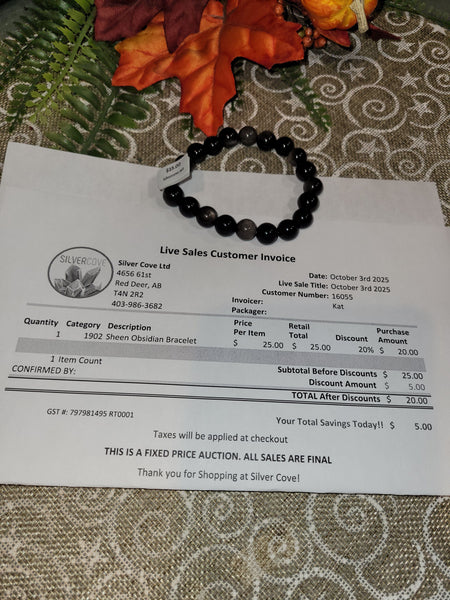 $25.00
Live Sales Customer Invoice
SILVERCOVE
Silver Cove Ltd
4656 61st
Red Deer, AB
T4N 2R2
403-986-3682
Date: October 3rd 2025
Live Sale Title: October 3rd 2025
Customer Number: 16055
Invoicer: Kat
Packager:
Quantity Category Description Price Per Item Retail Total Discount Purchase Amount
1 1902 Sheen Obsidian Bracelet $ 25.00 $ 25.00 20% $ 20.00
1 Item Count
Subtotal Before Discounts $ 25.00
CONFIRMED BY:
Discount Amount $ 5.00
TOTAL After Discounts $ 20.00
GST #: 797981495 RT0001
Your Total Savings Today!! $ 5.00
Taxes will be applied at checkout
THIS IS A FIXED PRICE AUCTION. ALL SALES ARE FINAL
Thank you for Shopping at Silver Cove!